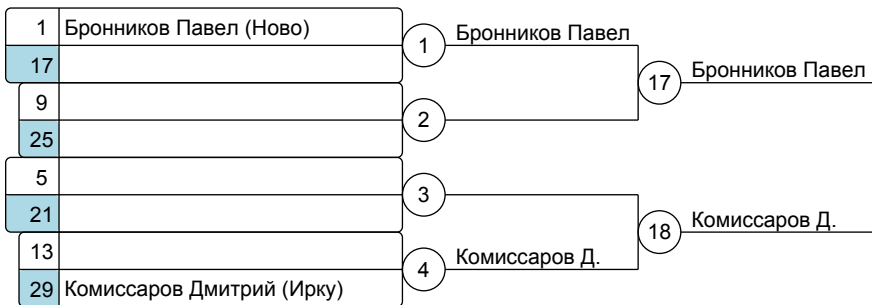 1 Бронников Павел (Ново)
17
1 Бронников Павел
9
25
2
17 Бронников Павел
5
21
3
13
29 Комиссаров Дмитрий (Ирку)
4 Комиссаров Д.
18 Комиссаров Д.